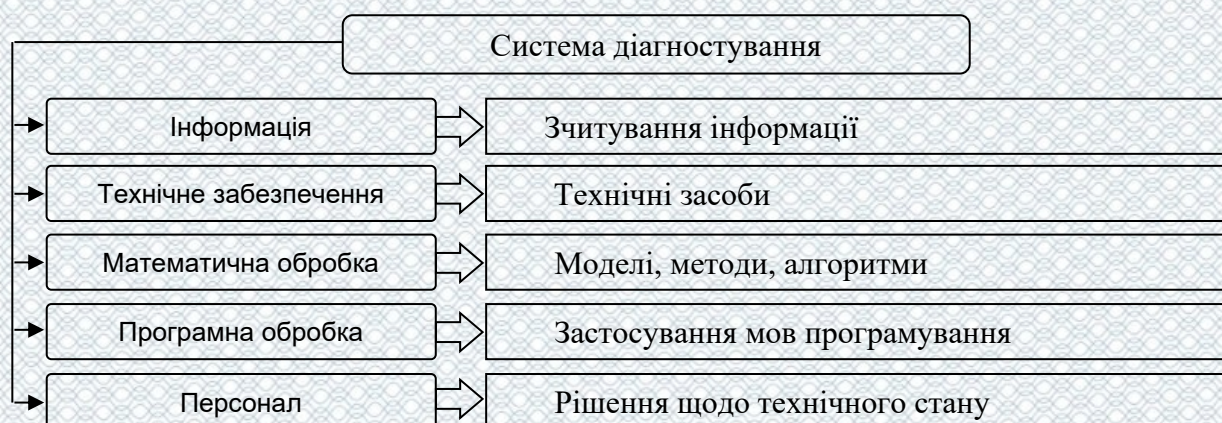 Система діагностування
Інформація
Зчитування інформації
Технічне забезпечення
Технічні засоби
Математична обробка
Моделі, методи, алгоритми
Програмна обробка
Застосування мов програмування
Персонал
Рішення щодо технічного стану